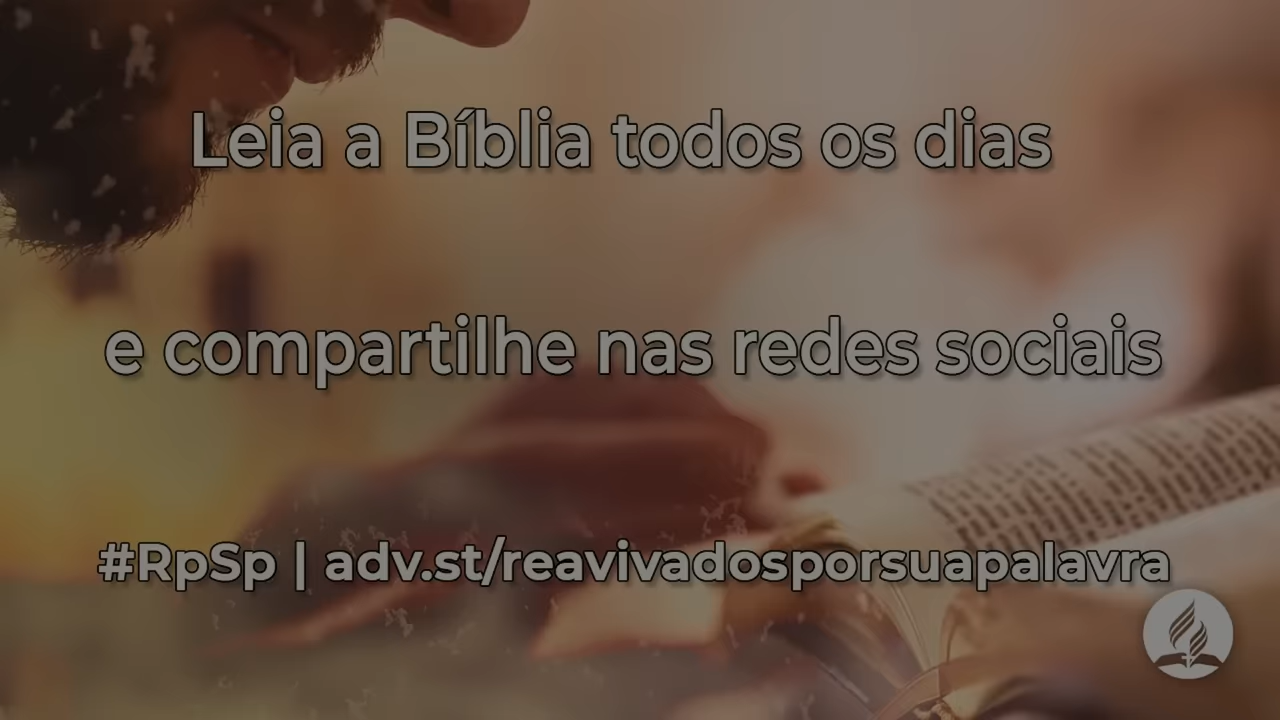 Leia a Bíblia todos os dias
e compartilhe nas redes sociais
#RpSp | adv.st/reavivadosporsuapalavra